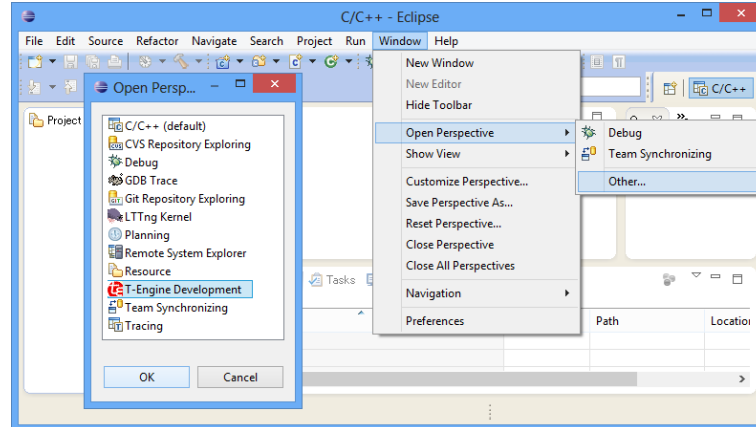 C/C++ - Eclipse
File Edit Source Refactor Navigate Search Project Run Window Help
C/C++
Project
Open Persp...
C/C++ (default)
CVS Repository Exploring
Debug
GDB Trace
Git Repository Exploring
LTTng Kernel
Planning
Remote System Explorer
Resource
T-Engine Development
Team Synchronizing
Tracing
OK Cancel
New Window
New Editor
Hide Toolbar
Open Perspective
Show View
Customize Perspective...
Save Perspective As...
Reset Perspective...
Close Perspective
Close All Perspectives
Navigation
Preferences
Debug
Team Synchronizing
Other...
Tasks
Path Location